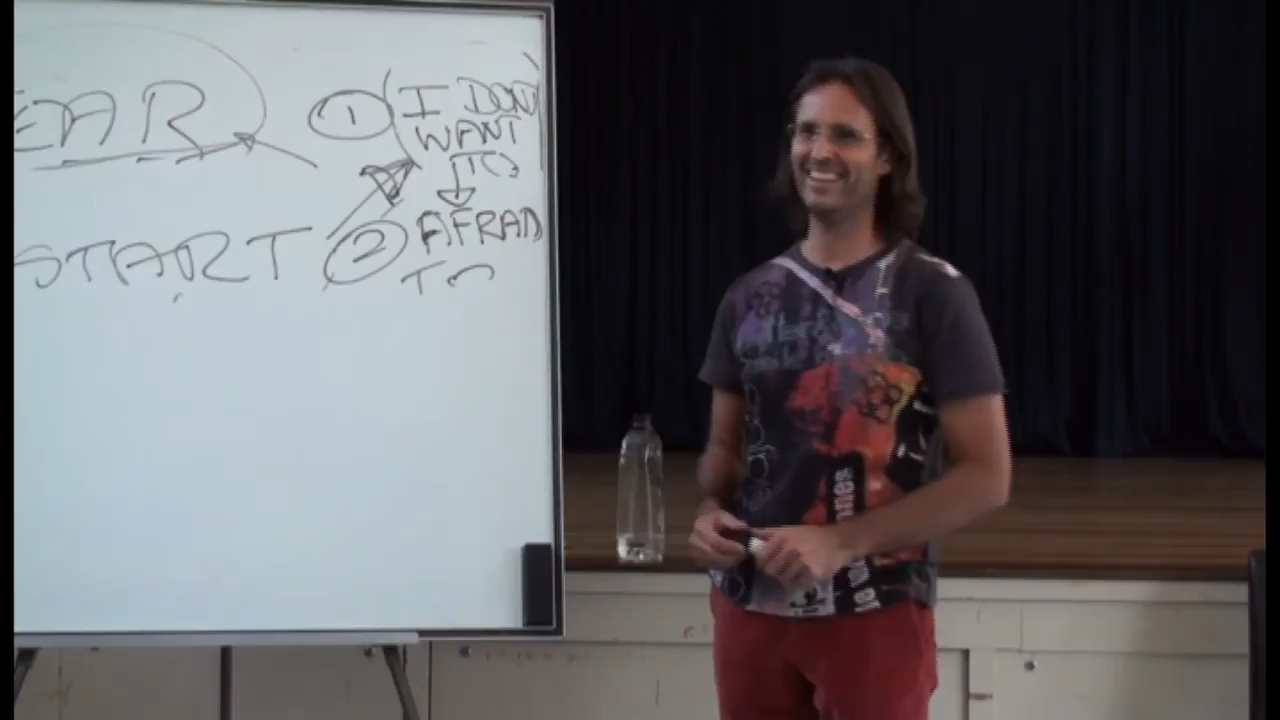 EAR
① I DON'T
WANT
TO
START ② AFRAID
TO